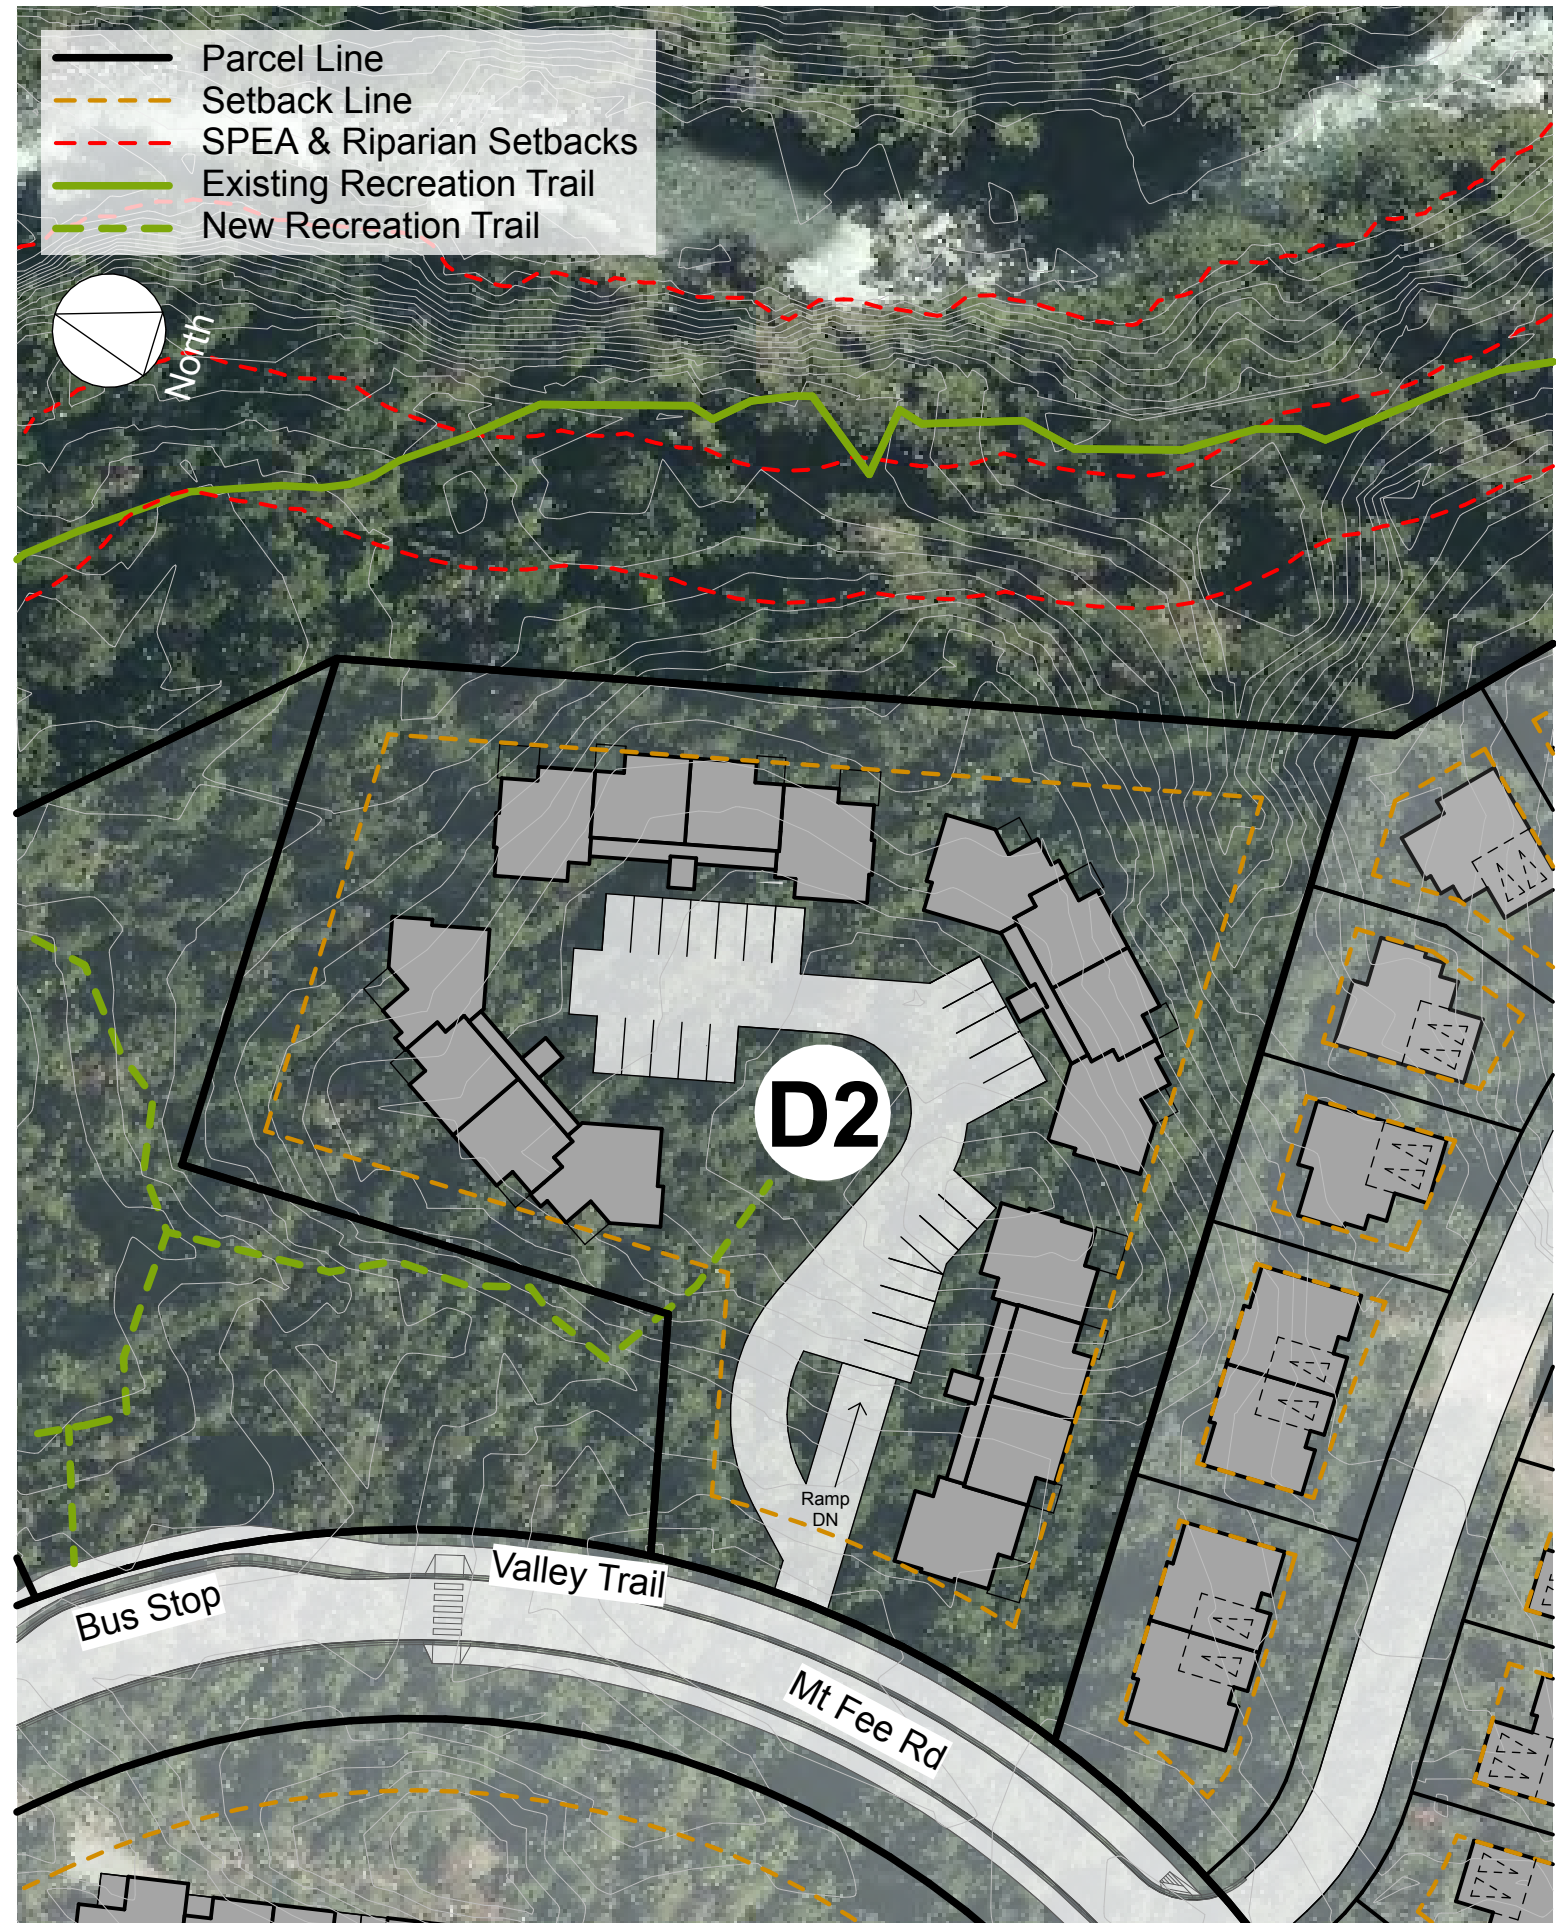 Parcel Line
Setback Line
SPEA & Riparian Setbacks
Existing Recreation Trail
New Recreation Trail
North
D2
Ramp
DN
Valley Trail
Bus Stop
Mt Fee Rd